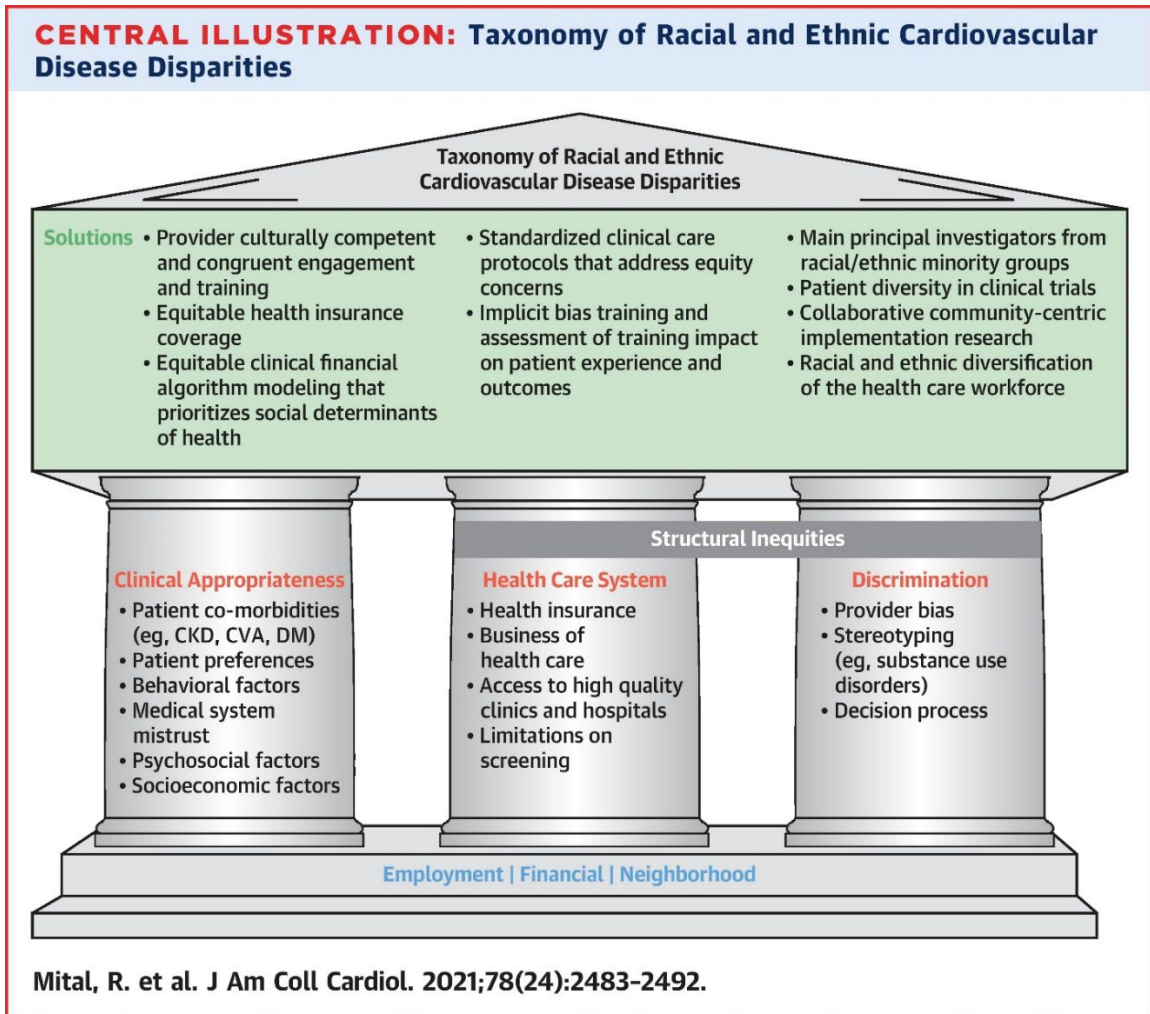 CENTRAL ILLUSTRATION: Taxonomy of Racial and Ethnic Cardiovascular
Disease Disparities
Taxonomy of Racial and Ethnic
Cardiovascular Disease Disparities
Solutions
• Provider culturally competent
and congruent engagement
and training
• Equitable health insurance
coverage
• Equitable clinical financial
algorithm modeling that
prioritizes social determinants
of health
• Standardized clinical care
protocols that address equity
concerns
• Implicit bias training and
assessment of training impact
on patient experience and
outcomes
• Main principal investigators from
racial/ethnic minority groups
• Patient diversity in clinical trials
• Collaborative community-centric
implementation research
• Racial and ethnic diversification
of the health care workforce
Structural Inequities
Clinical Appropriateness
• Patient co-morbidities
(eg, CKD, CVA, DM)
• Patient preferences
• Behavioral factors
• Medical system
mistrust
• Psychosocial factors
• Socioeconomic factors
Health Care System
• Health insurance
• Business of
health care
• Access to high quality
clinics and hospitals
• Limitations on
screening
Discrimination
• Provider bias
• Stereotyping
(eg, substance use
disorders)
• Decision process
Employment | Financial | Neighborhood
Mital, R. et al. J Am Coll Cardiol. 2021;78(24):2483–2492.